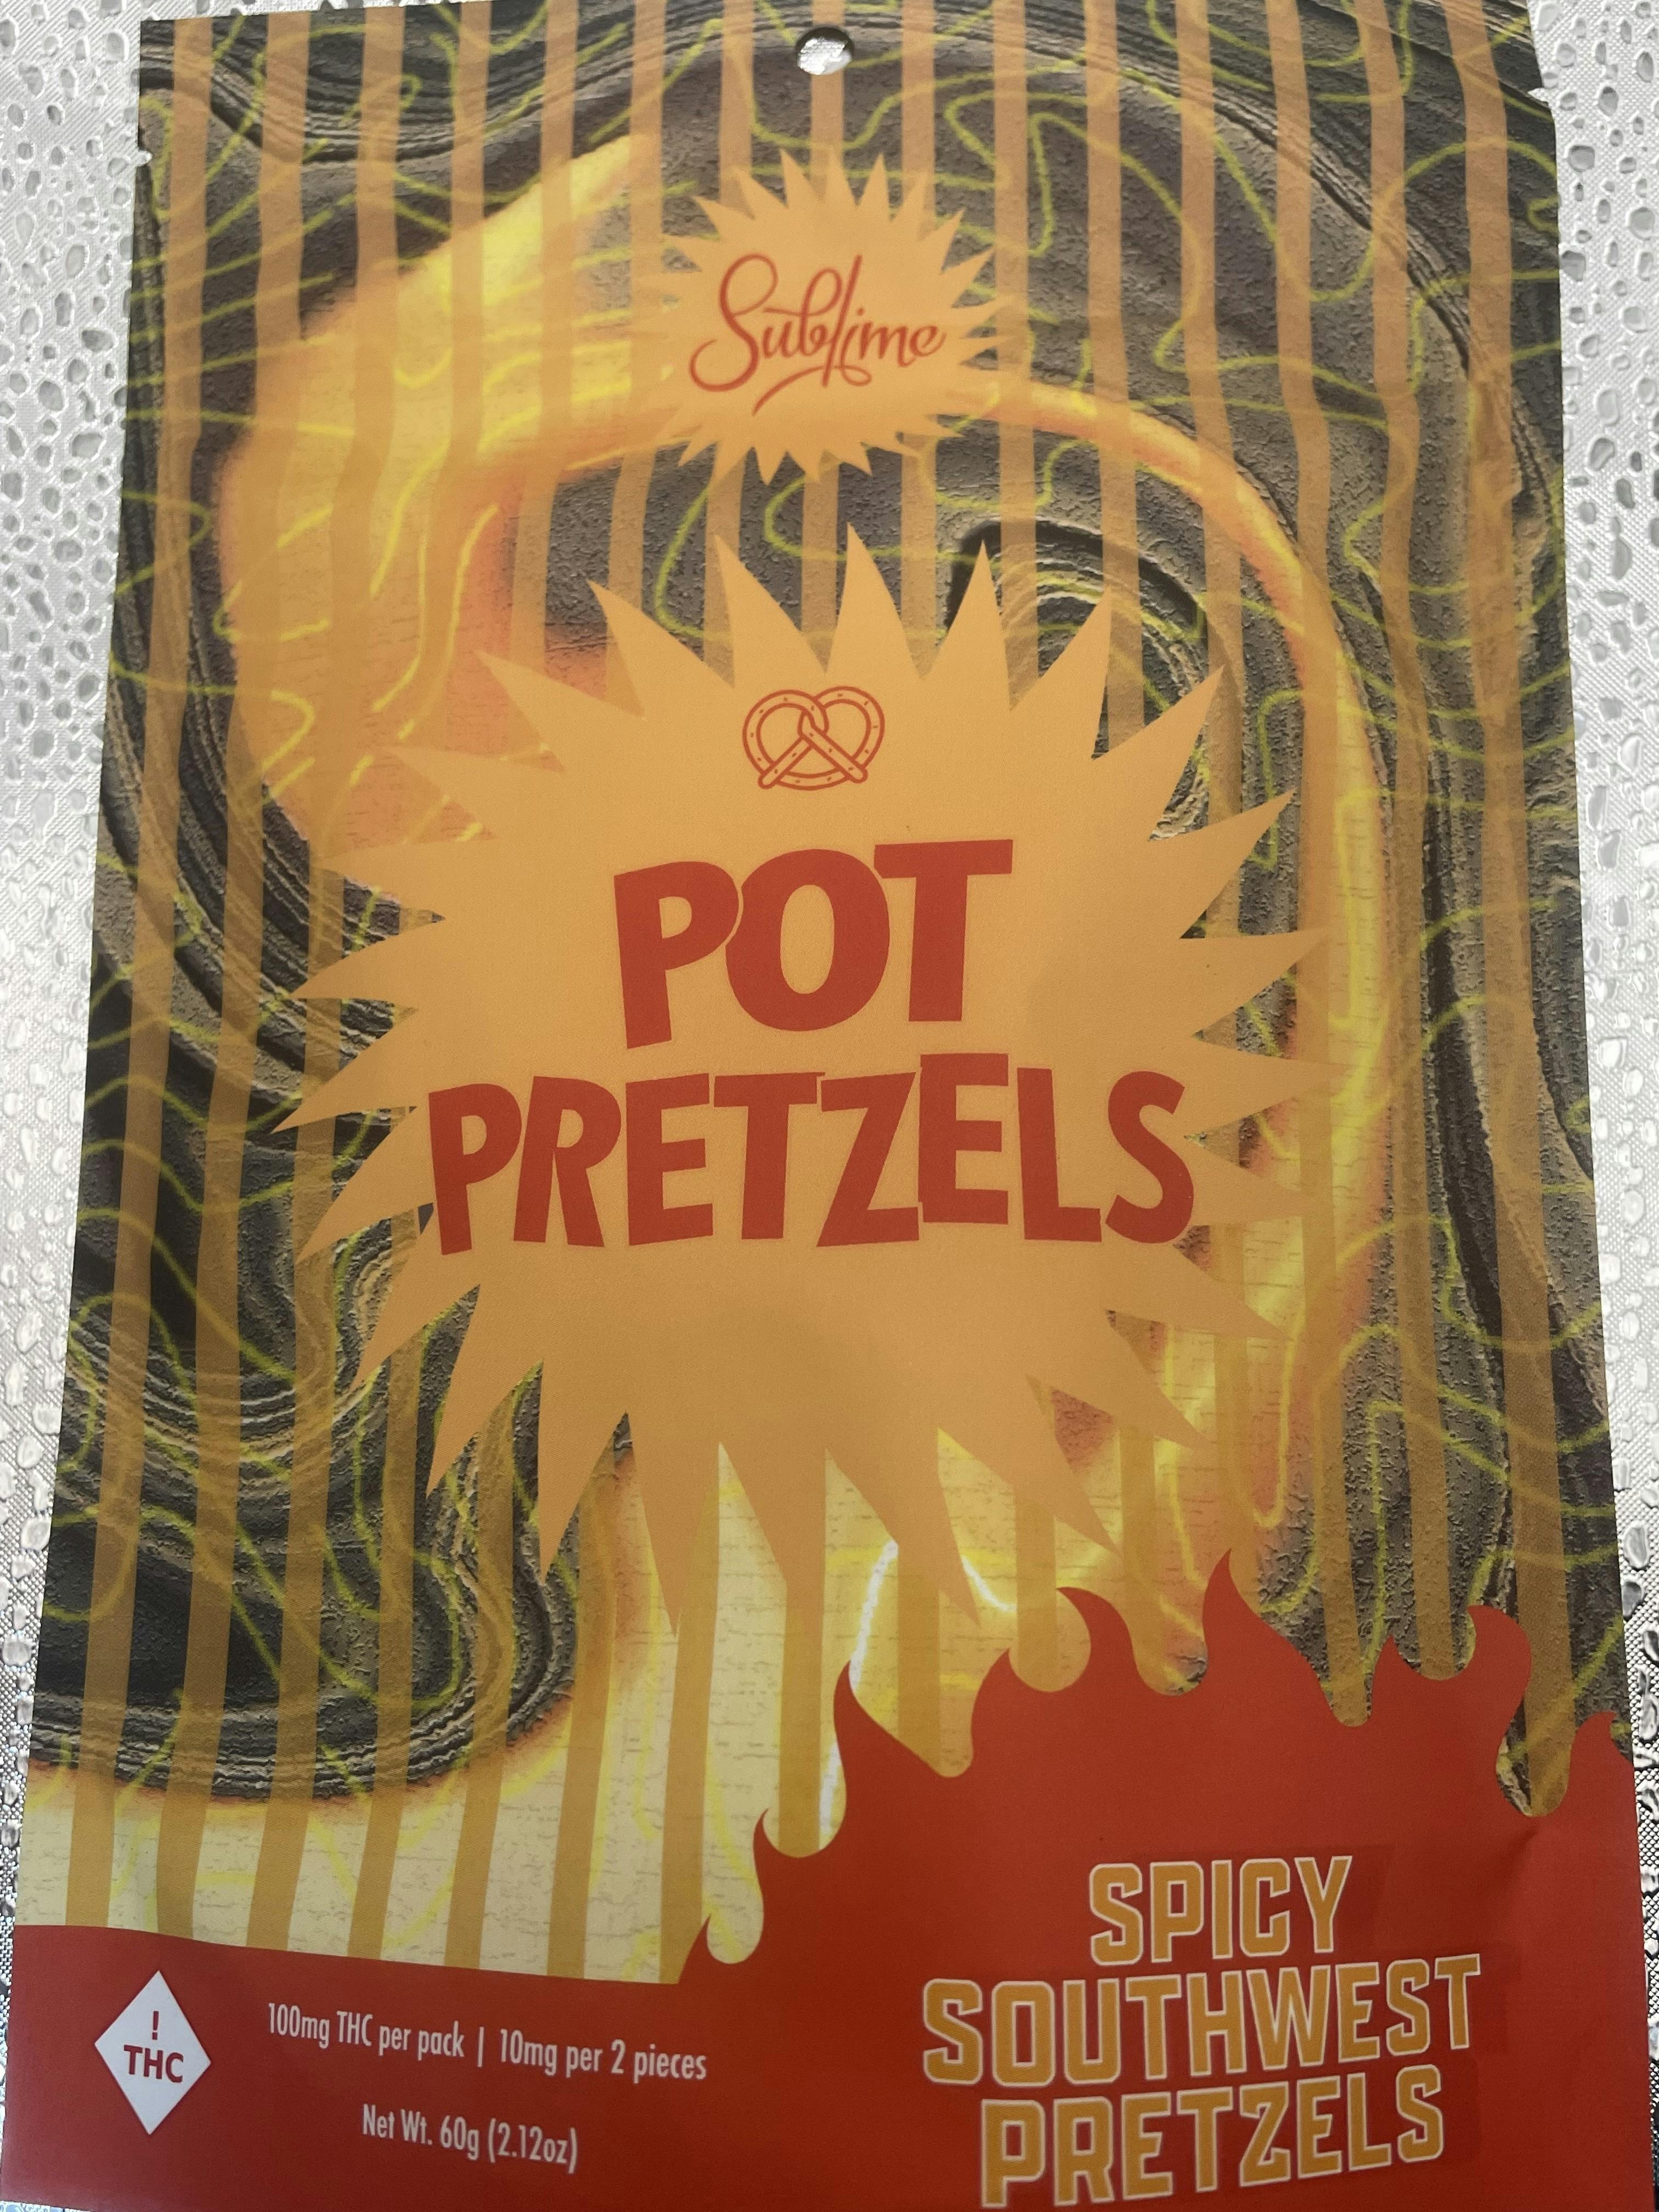 Sublime
POT
PRETZELS
SPICY
SOUTHWEST
PRETZELS
!
THC
100mg THC per pack | 10mg per 2 pieces
Net Wt. 60g (2.12oz)